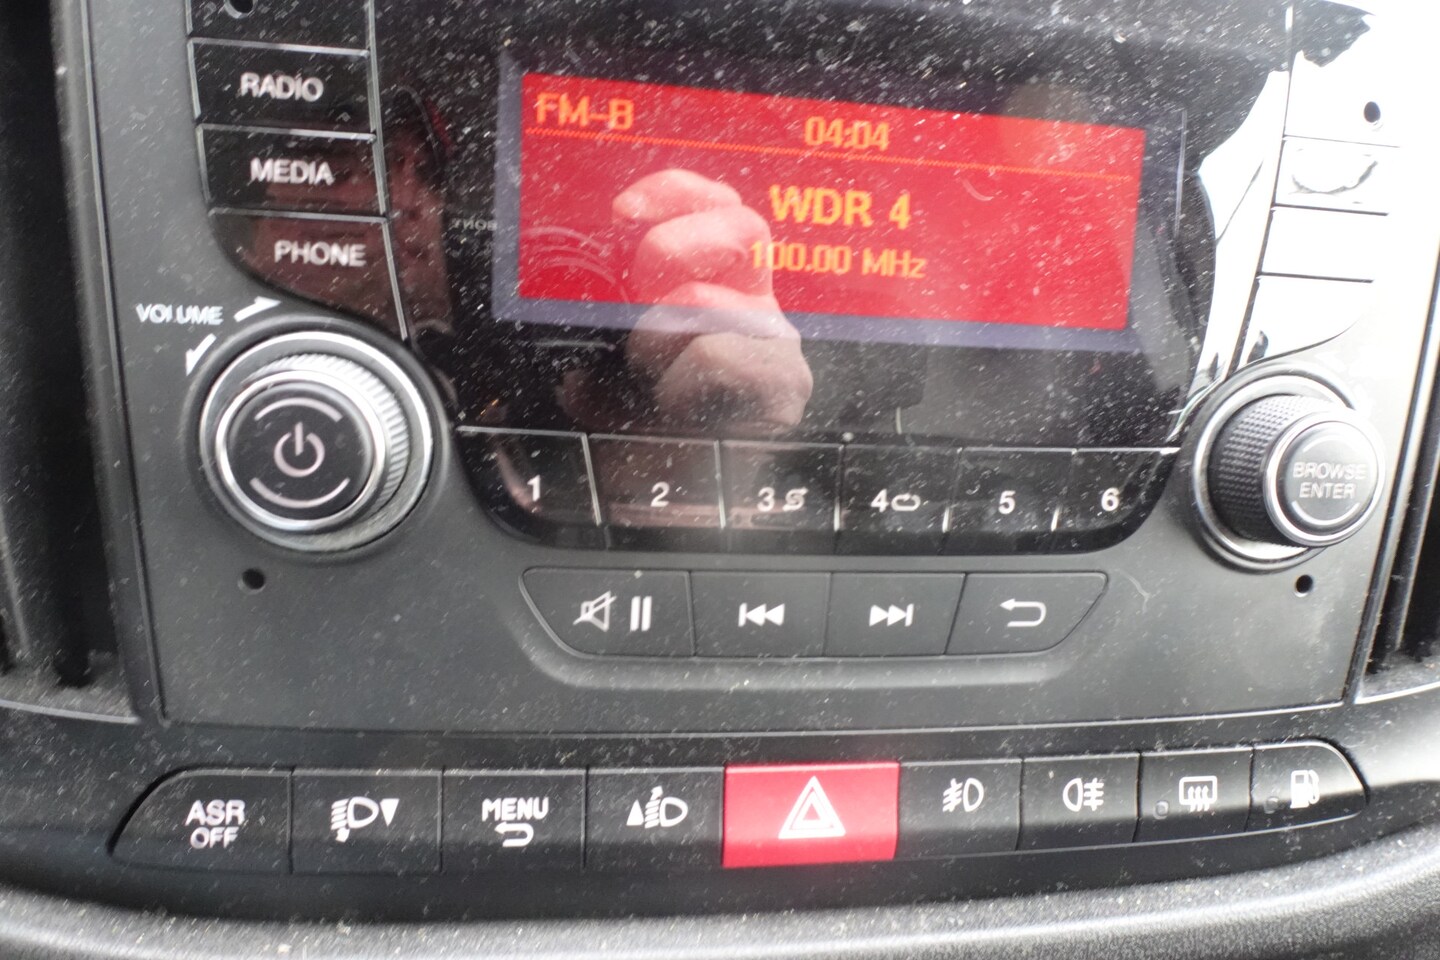 RADIO
MEDIA
PHONE
VOLUME
FM-B
04:04
WDR 4
100.00 MHz
1
2
3
4
5
6
BROWSE
ENTER
ASR
OFF
MENU